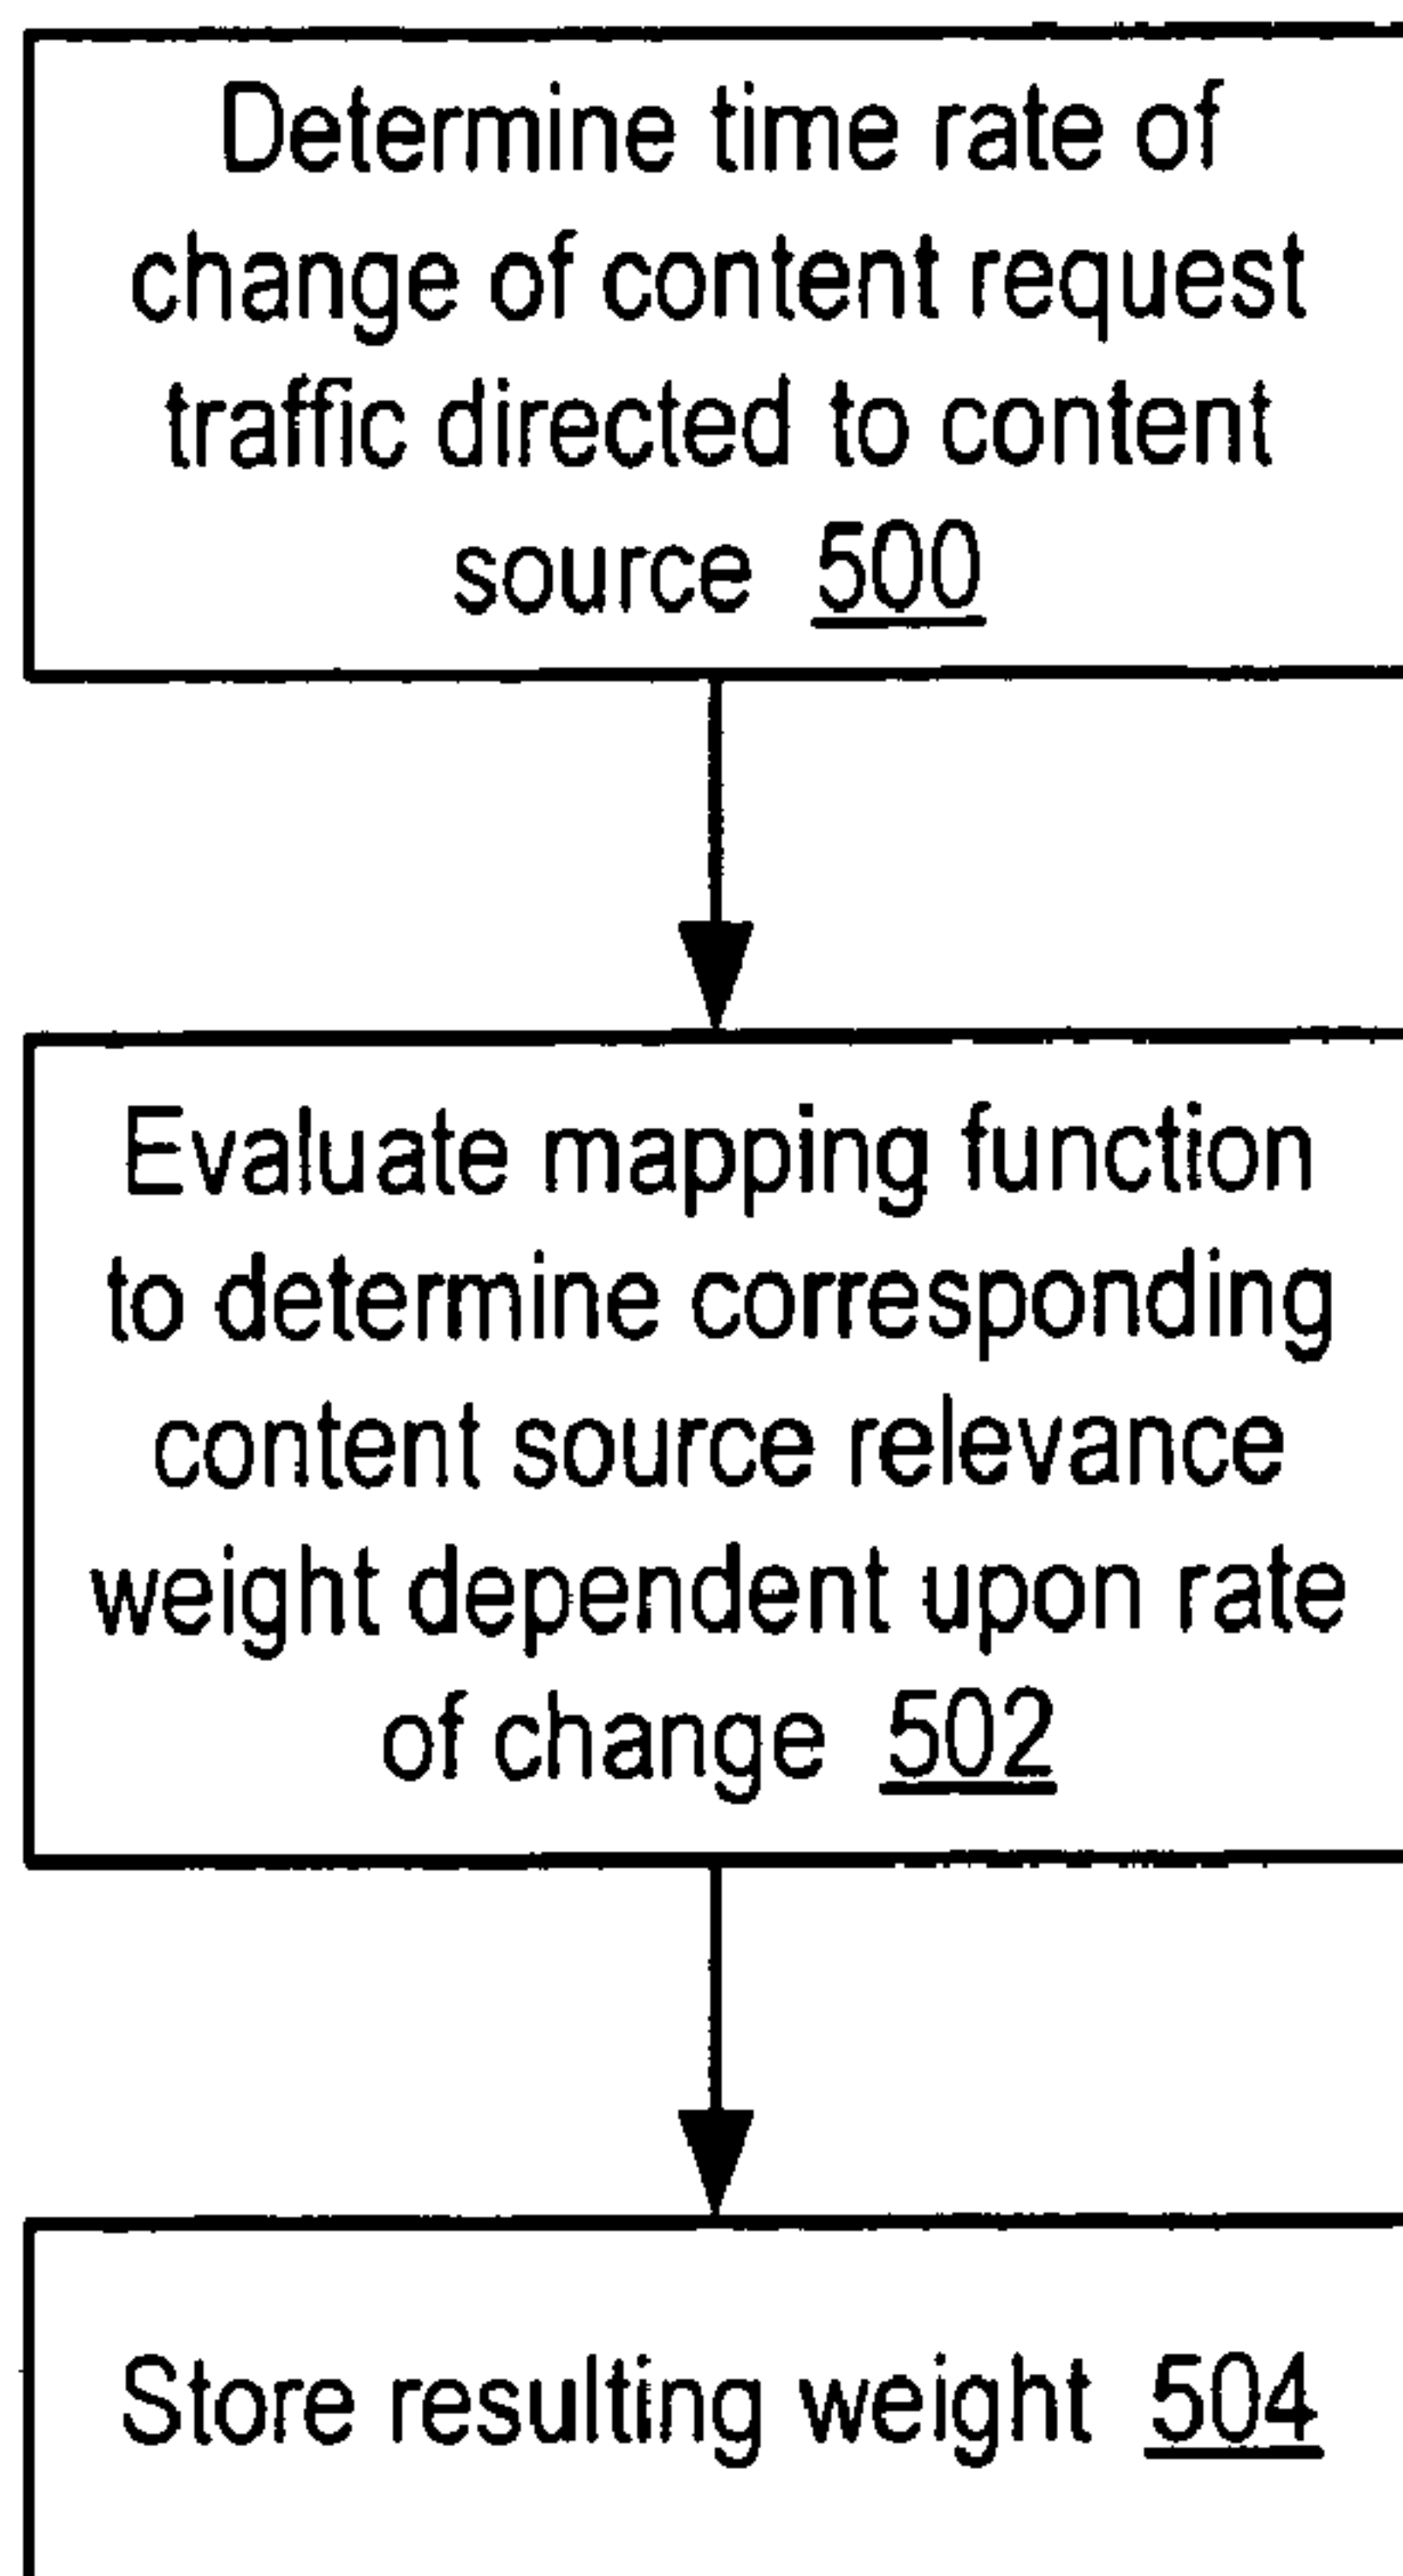 Determine time rate of
change of content request
traffic directed to content
source 500
Evaluate mapping function
to determine corresponding
content source relevance
weight dependent upon rate
of change 502
Store resulting weight 504